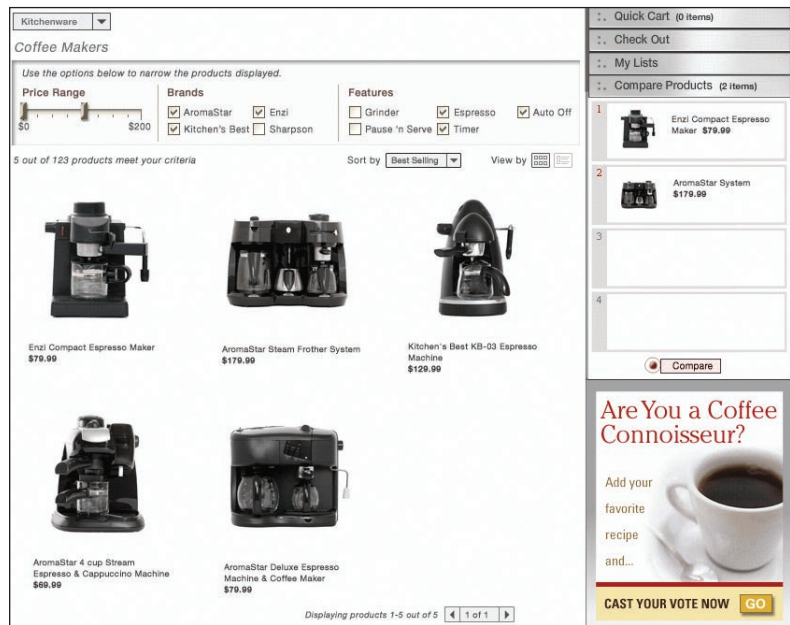 Kitchenware
Coffee Makers
Use the options below to narrow the products displayed.
Price Range
$0
$200
Brands
AromaStar
Enzi
Kitchen's Best
Sharpson
Features
Grinder
Espresso
Auto Off
Pause 'n Serve
Timer
5 out of 123 products meet your criteria
Sort by
Best Selling
View by
Enzi Compact Espresso Maker
$79.99
AromaStar Steam Frother System
$179.99
Kitchen's Best KB-03 Espresso
Machine
$129.99
AromaStar 4 cup Stream
Espresso & Cappuccino Machine
$69.99
AromaStar Deluxe Espresso
Machine & Coffee Maker
$79.99
Displaying products 1-5 out of 5
1 of 1
Quick Cart (0 items)
Check Out
My Lists
Compare Products (2 items)
1
Enzi Compact Espresso
Maker $79.99
2
AromaStar System
$179.99
3
4
Compare
Are You a Coffee
Connoisseur?
Add your
favorite
recipe
and...
CAST YOUR VOTE NOW
GO